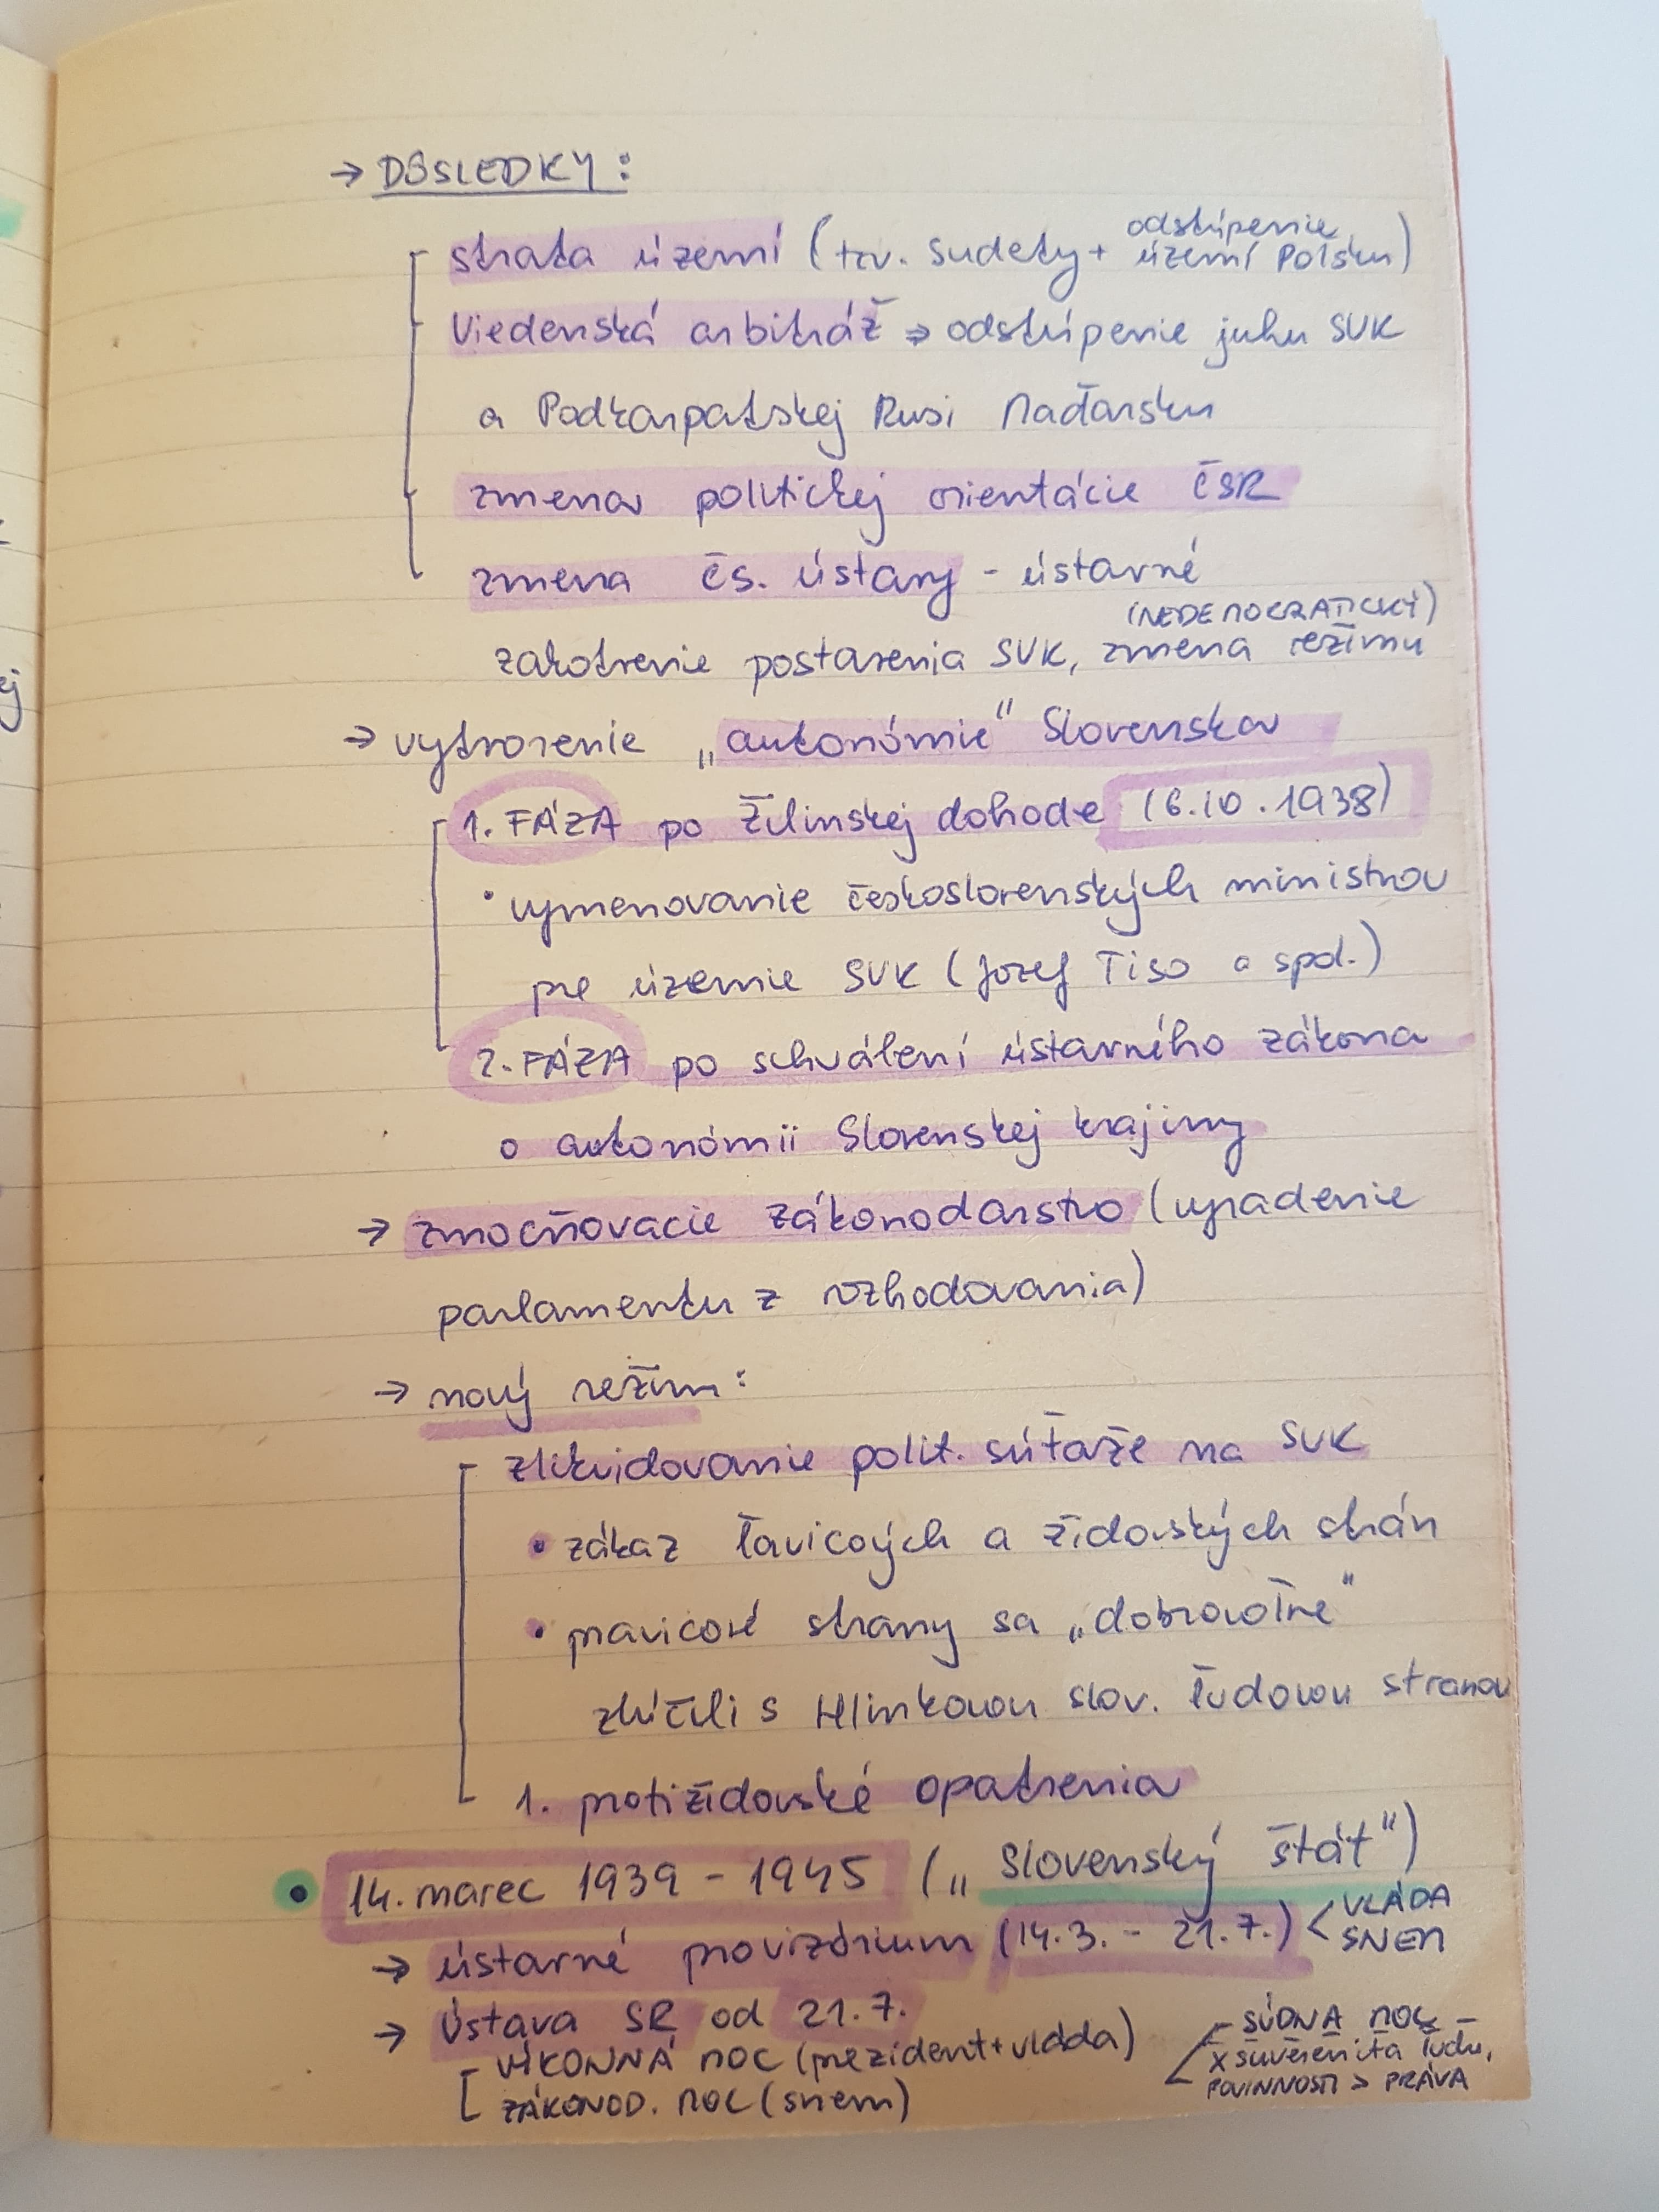 → DÔSLEDKY:
strata území (tzv. Sudety + odstúpenie území Poľsku)
Viedenská arbitráž ⇒ odstúpenie juhu SVK
a Podkarpatskej Rusi Maďarsku
zmena politickej orientácie ČSR
zmena čs. ústavy - ústavné
(NEDEMOKRATICKÝ)
zakotvenie postavenia SVK, zmena režimu
→ vytvorenie „autonómie" Slovenska
1. FÁZA po Žilinskej dohode (6.10.1938)
• vymenovanie československých ministrov
pre územie SVK (Jozef Tiso a spol.)
2. FÁZA po schválení ústavného zákona
o autonómii Slovenskej krajiny
→ zmocňovacie zákonodarstvo (vyradenie
parlamentu z rozhodovania)
→ nový režim:
zlikvidovanie polit. súťaže na SVK
• zákaz ľavicových a židovských strán
• pravicové strany sa „dobrovoľne"
zlúčili s Hlinkovou slov. ľudovou stranou
1. protižidovské opatrenia
• 14. marec 1939 - 1945 („Slovenský štát")
→ ústavné provizórium (14.3. - 21.7.) < VLÁDA
SNEM
→ Ústava SR od 21.7.
VÝKONNÁ MOC (prezident + vláda)
ZÁKONOD. MOC (snem)
- SÚDNA MOC -
x suverenita ľudu,
POVINNOSTI > PRÁVA